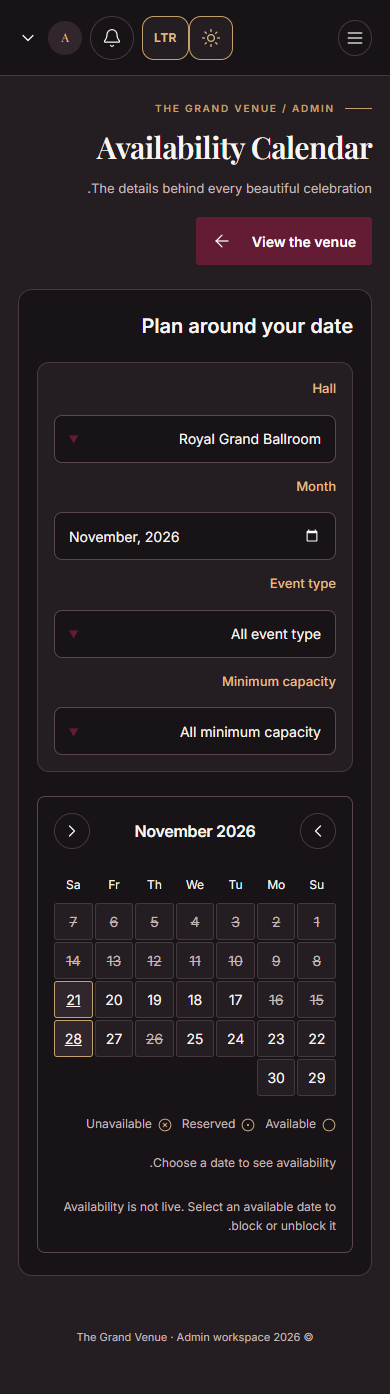 A
LTR
THE GRAND VENUE / ADMIN
Availability Calendar
.The details behind every beautiful celebration
View the venue
Plan around your date
Hall
Royal Grand Ballroom
Month
November, 2026
Event type
All event type
Minimum capacity
All minimum capacity
November 2026
Sa Fr Th We Tu Mo Su
7 6 5 4 3 2 1
14 13 12 11 10 9 8
21 20 19 18 17 16 15
28 27 26 25 24 23 22
30 29
Unavailable Reserved Available
.Choose a date to see availability
Availability is not live. Select an available date to
.block or unblock it
The Grand Venue · Admin workspace 2026 ©